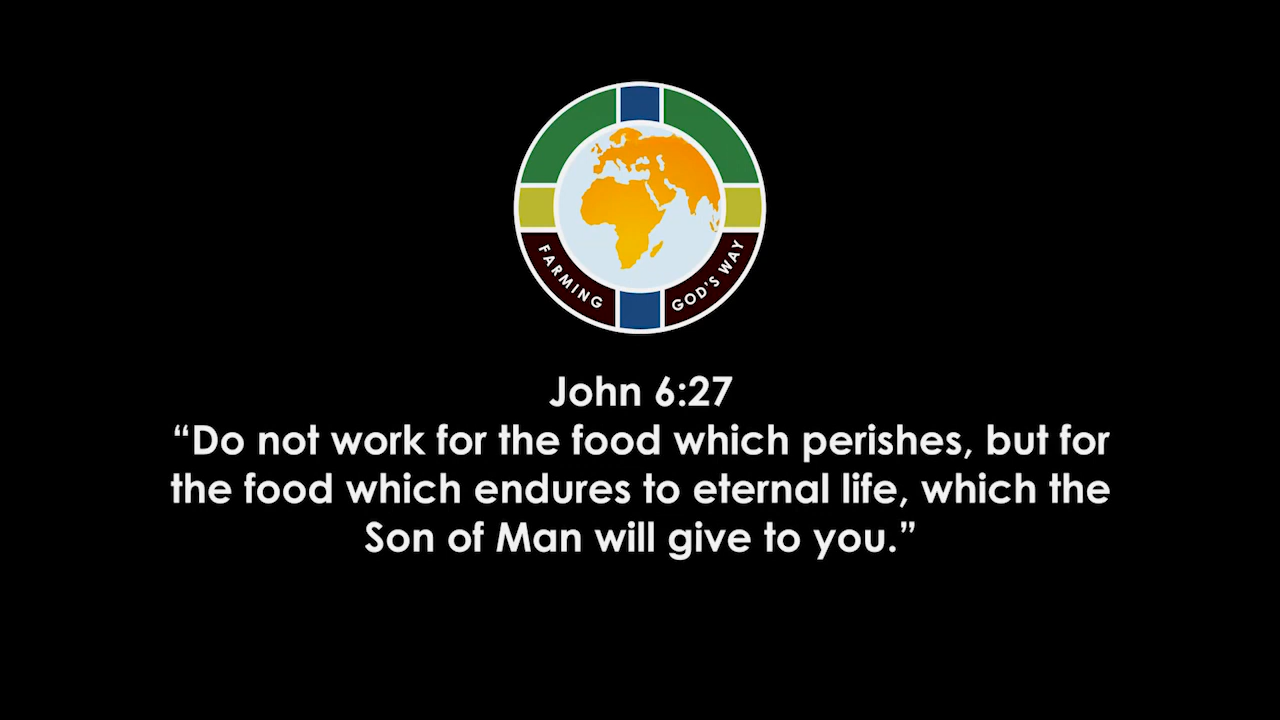 FARMING GOD'S WAY
John 6:27
“Do not work for the food which perishes, but for
the food which endures to eternal life, which the
Son of Man will give to you.”